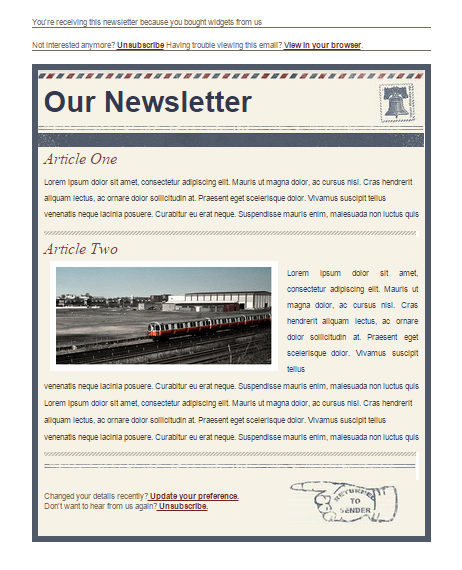 You're receiving this newsletter because you bought widgets from us
Not interested anymore? Unsubscribe Having trouble viewing this email? View in your browser.
Our Newsletter
Article One
Lorem ipsum dolor sit amet, consectetur adipiscing elit. Mauris ut magna dolor, ac cursus nisl. Cras hendrerit
aliquam lectus, ac ornare dolor sollicitudin at. Praesent eget scelerisque dolor. Vivamus suscipit tellus
venenatis neque lacinia posuere. Curabitur eu erat neque. Suspendisse mauris enim, malesuada non luctus quis
Article Two
Lorem ipsum dolor sit amet,
consectetur adipiscing elit. Mauris ut
magna dolor, ac cursus nisl. Cras
hendrerit aliquam lectus, ac ornare
dolor sollicitudin at. Praesent eget
scelerisque dolor. Vivamus suscipit
tellus
venenatis neque lacinia posuere. Curabitur eu erat neque. Suspendisse mauris enim, malesuada non luctus quis
Lorem ipsum dolor sit amet, consectetur adipiscing elit. Mauris ut magna dolor, ac cursus nisl. Cras hendrerit
aliquam lectus, ac ornare dolor sollicitudin at. Praesent eget scelerisque dolor. Vivamus suscipit tellus
venenatis neque lacinia posuere. Curabitur eu erat neque. Suspendisse mauris enim, malesuada non luctus quis
Changed your details recently? Update your preference.
Don't want to hear from us again? Unsubscribe.
RETURNED
TO
SENDER